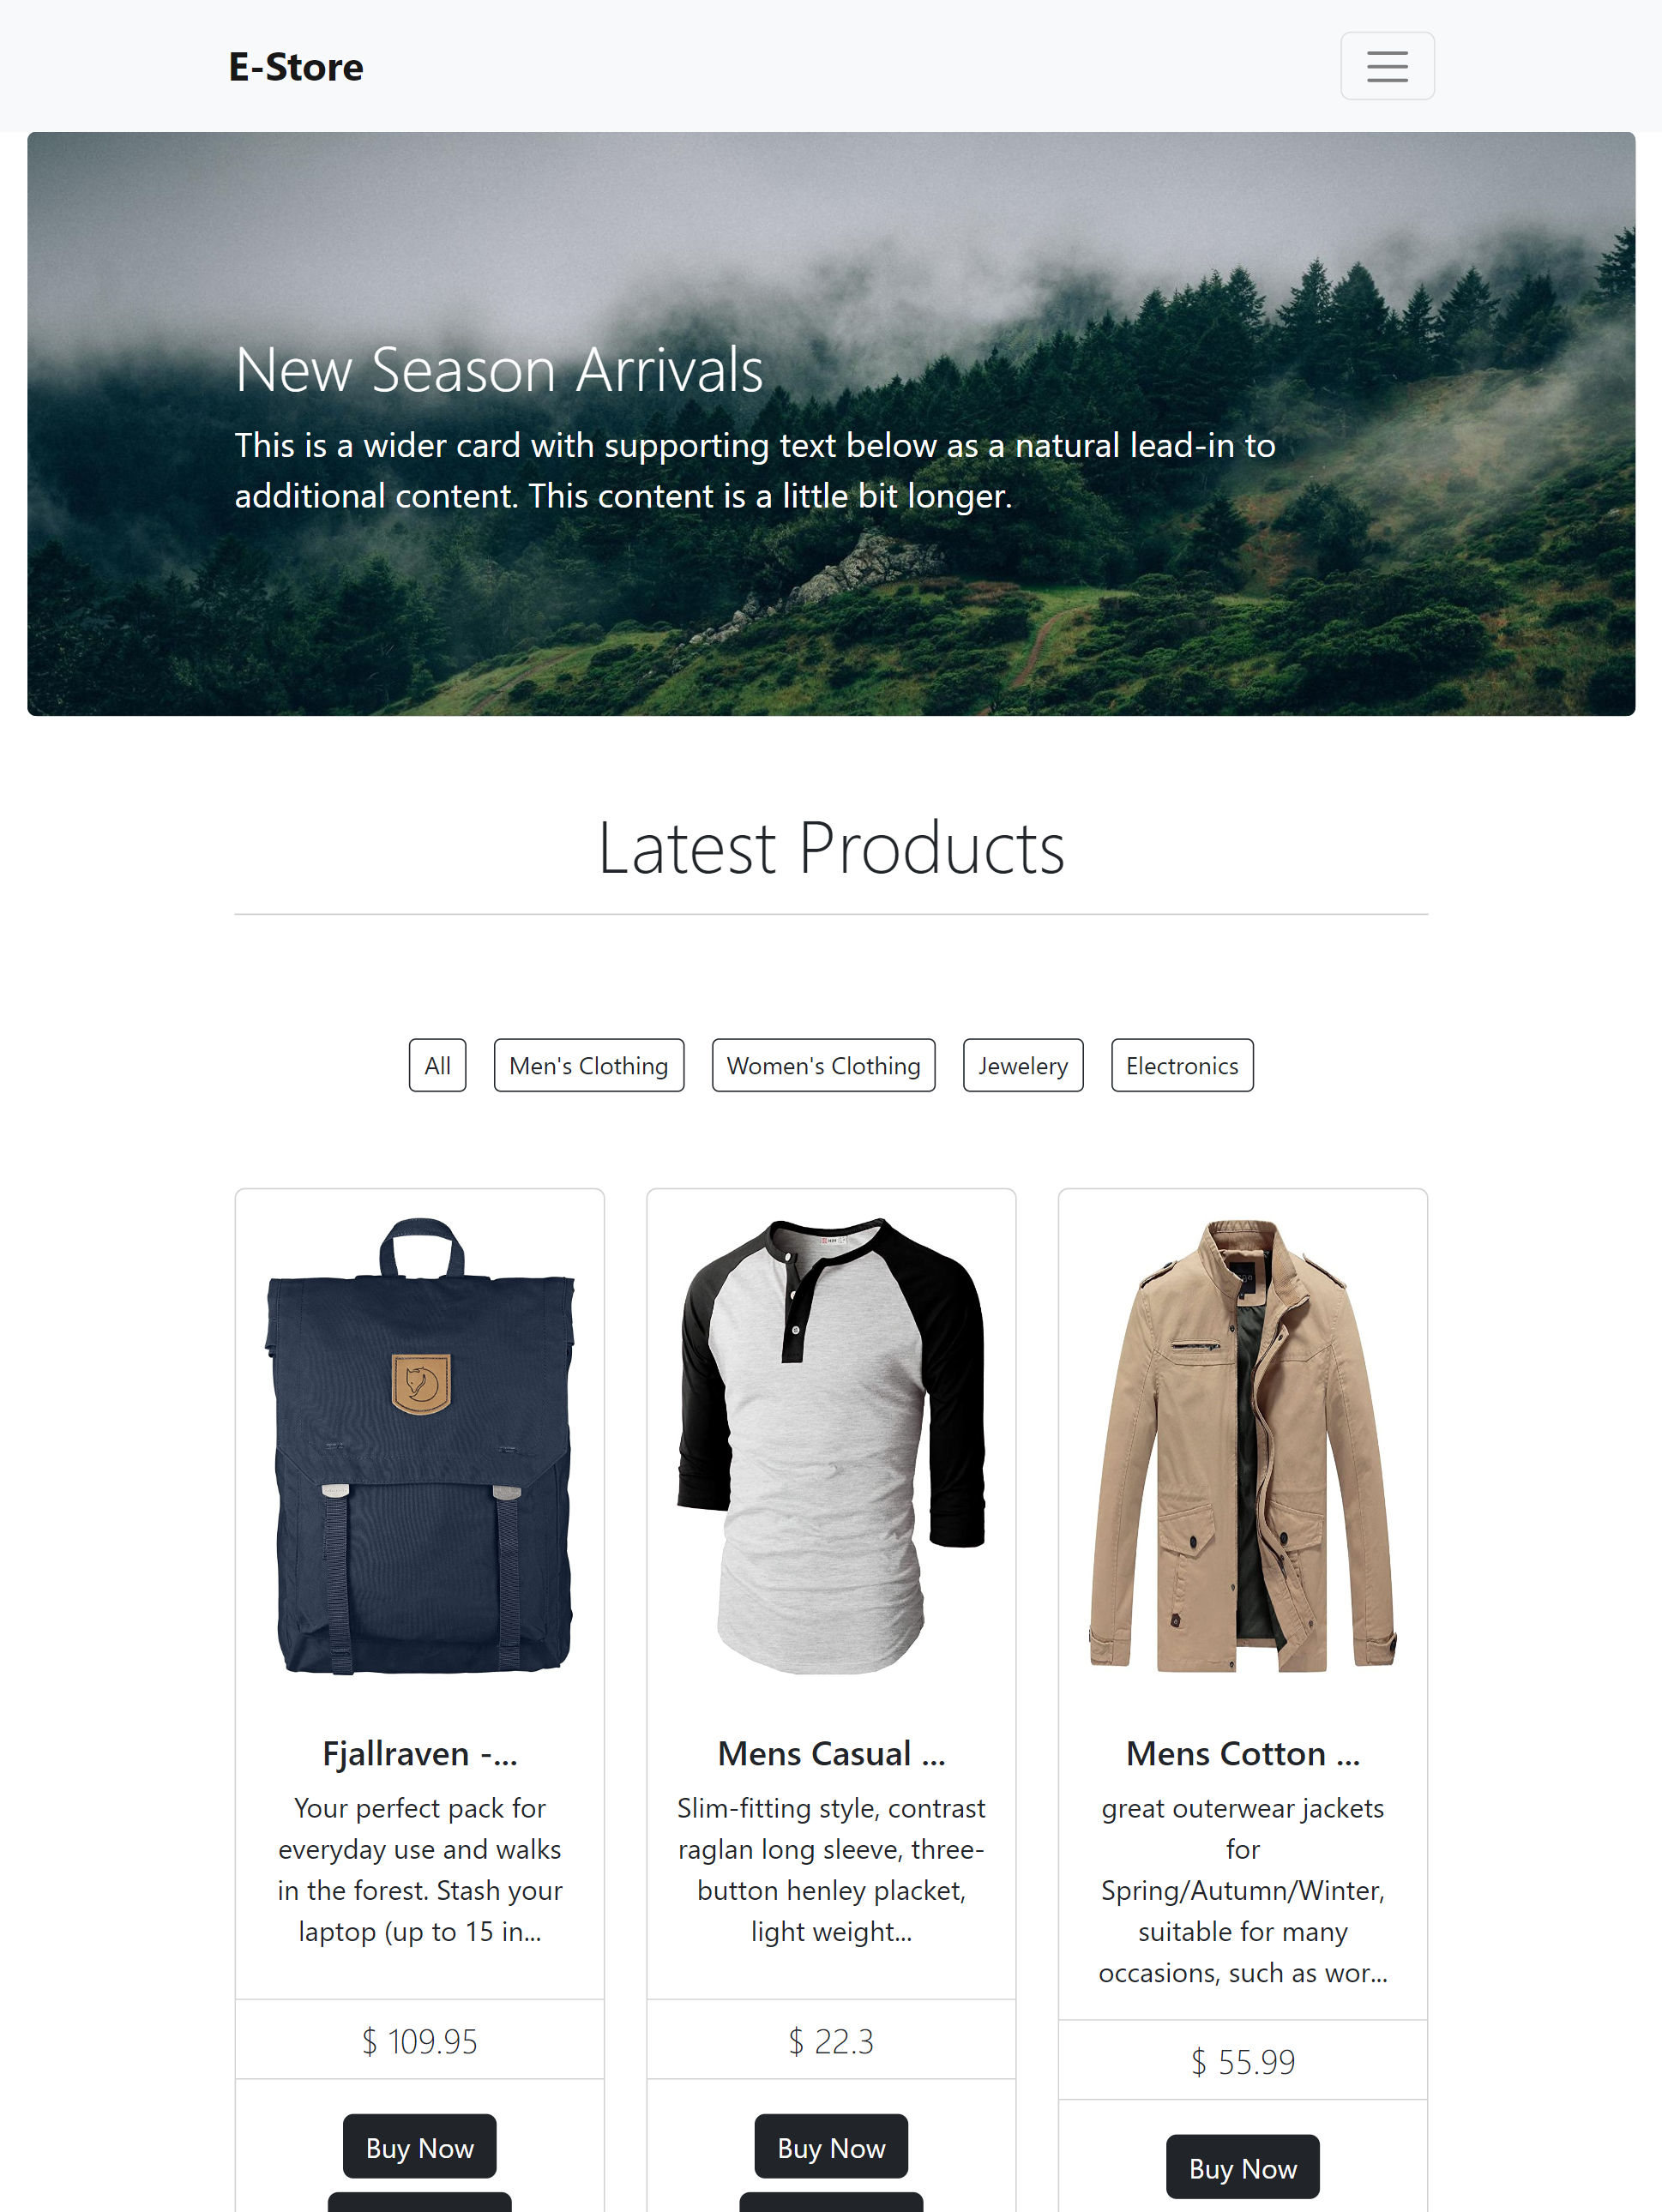 E-Store
New Season Arrivals
This is a wider card with supporting text below as a natural lead-in to
additional content. This content is a little bit longer.
Latest Products
All
Men's Clothing
Women's Clothing
Jewelery
Electronics
Fjallraven -...
Your perfect pack for
everyday use and walks
in the forest. Stash your
laptop (up to 15 in...
$ 109.95
Buy Now
Mens Casual ...
Slim-fitting style, contrast
raglan long sleeve, three-
button henley placket,
light weight...
$ 22.3
Buy Now
Mens Cotton ...
great outerwear jackets
for
Spring/Autumn/Winter,
suitable for many
occasions, such as wor...
$ 55.99
Buy Now